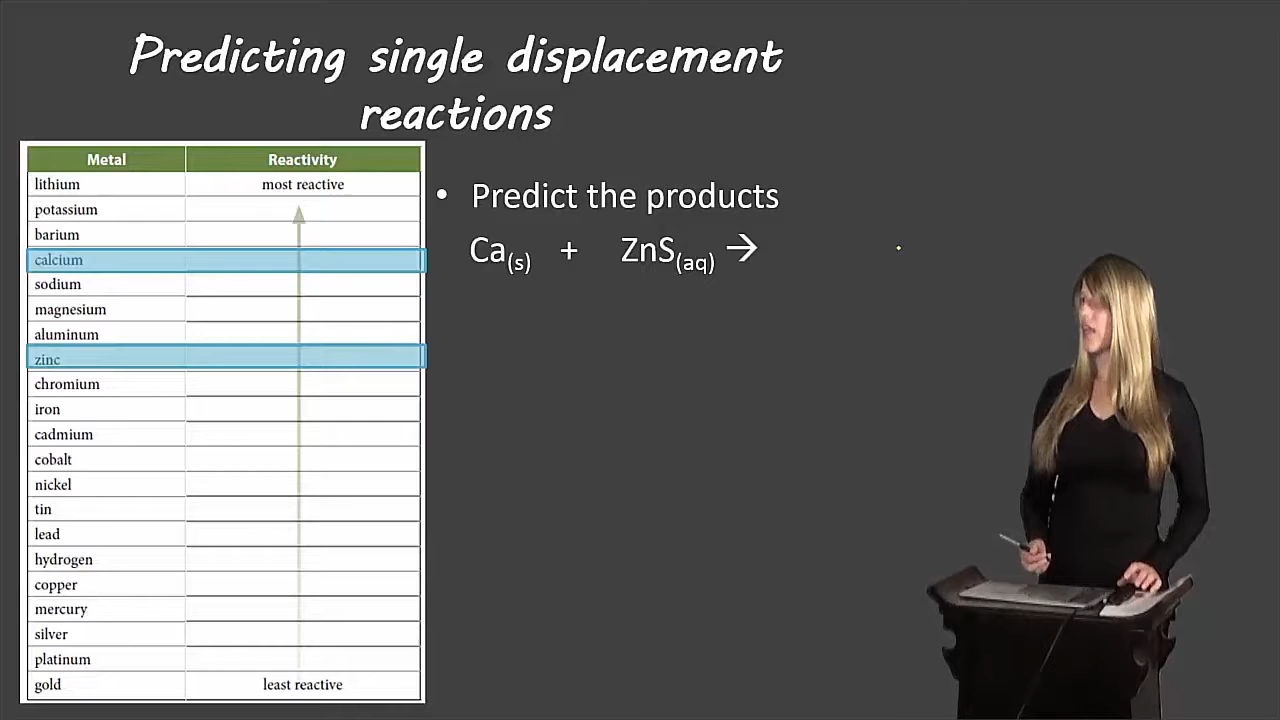 Predicting single displacement
reactions
Metal Reactivity
lithium most reactive
potassium
barium
calcium
sodium
magnesium
aluminum
zinc
chromium
iron
cadmium
cobalt
nickel
tin
lead
hydrogen
copper
mercury
silver
platinum
gold least reactive
• Predict the products
Ca(s) + ZnS(aq) →